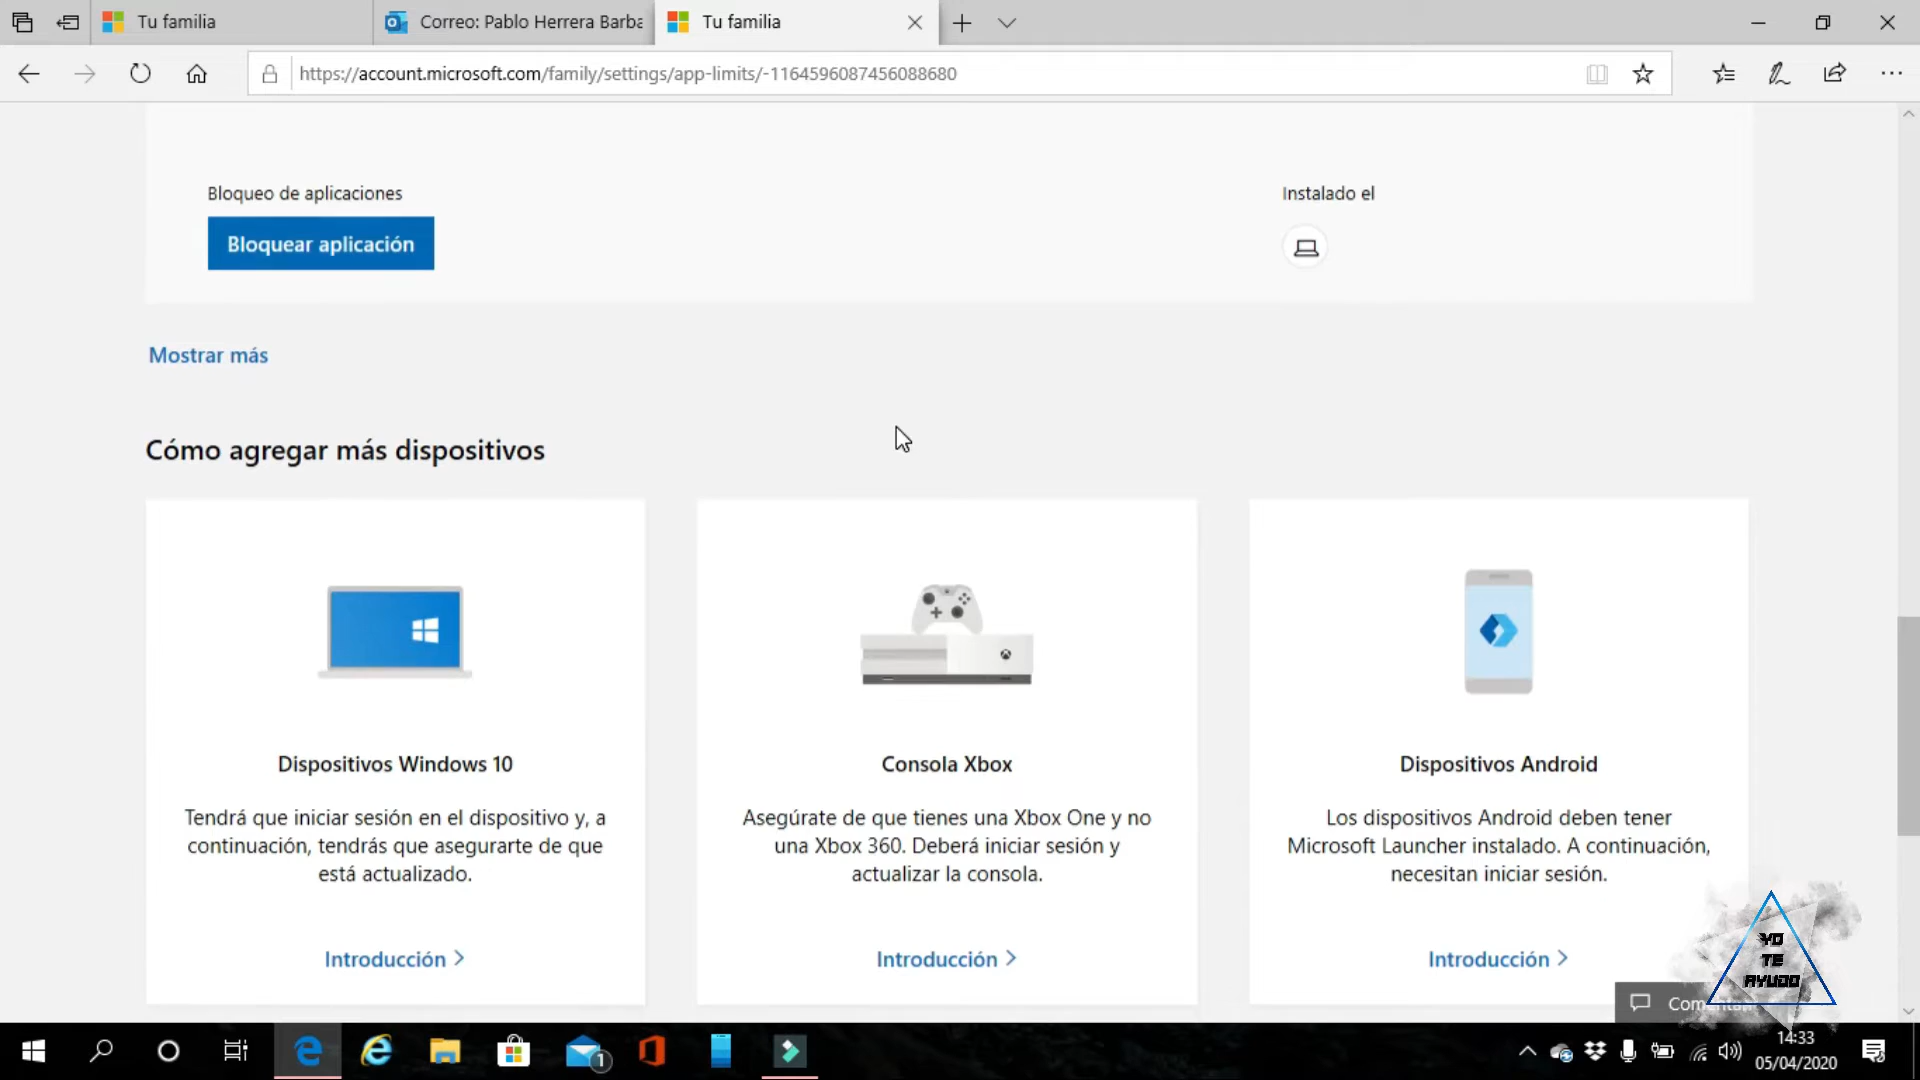 Tu familia
Correo: Pablo Herrera Barba
Tu familia
https://account.microsoft.com/family/settings/app-limits/-1164596087456088680
Bloqueo de aplicaciones
Instalado el
Bloquear aplicación
Mostrar más
Cómo agregar más dispositivos
Dispositivos Windows 10
Tendrá que iniciar sesión en el dispositivo y, a
continuación, tendrás que asegurarte de que
está actualizado.
Introducción
Consola Xbox
Asegúrate de que tienes una Xbox One y no
una Xbox 360. Deberá iniciar sesión y
actualizar la consola.
Introducción
Dispositivos Android
Los dispositivos Android deben tener
Microsoft Launcher instalado. A continuación,
necesitan iniciar sesión.
Introducción
YO
TE
AYUDO
1
14:33
05/04/2020